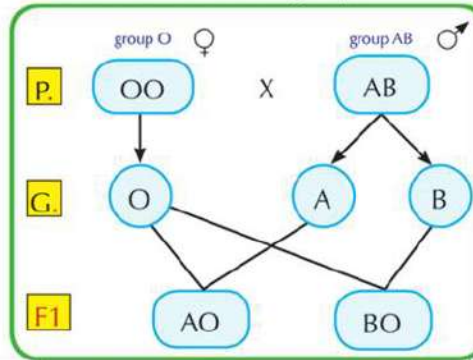 group O ♀ group AB ♂
P. OO X AB
G. O A B
F1 AO BO